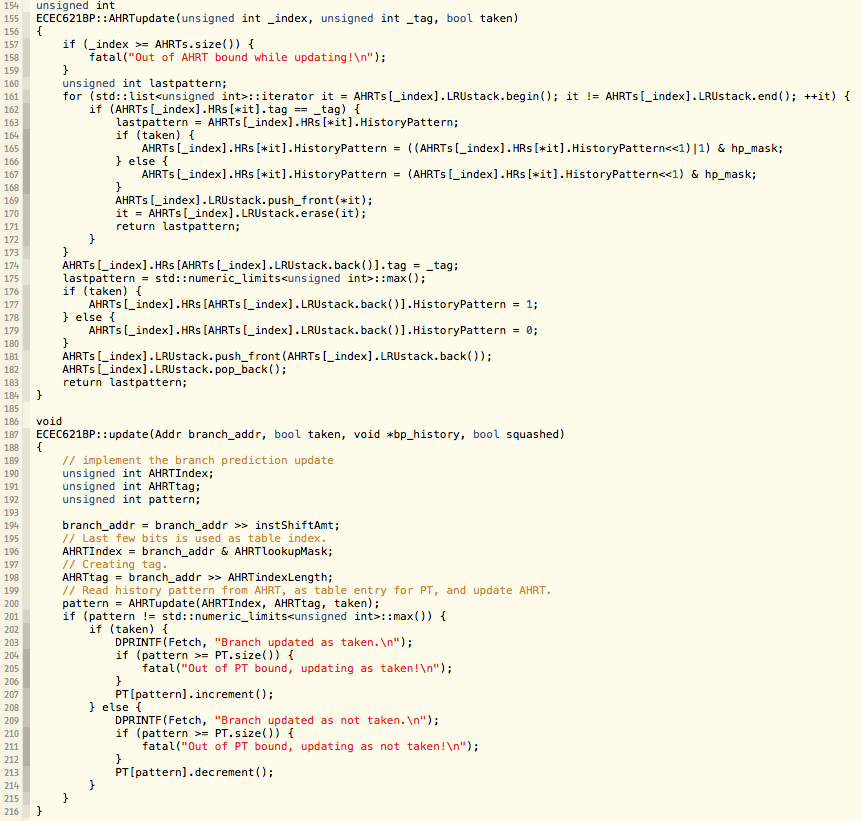 154 unsigned int
155 ECEC621BP::AHRTupdate(unsigned int _index, unsigned int _tag, bool taken)
156 {
157     if (_index >= AHRTs.size()) {
158         fatal("Out of AHRT bound while updating!\n");
159     }
160     unsigned int lastpattern;
161     for (std::list<unsigned int>::iterator it = AHRTs[_index].LRUstack.begin(); it != AHRTs[_index].LRUstack.end(); ++it) {
162         if (AHRTs[_index].HRs[*it].tag == _tag) {
163             lastpattern = AHRTs[_index].HRs[*it].HistoryPattern;
164             if (taken) {
165                 AHRTs[_index].HRs[*it].HistoryPattern = ((AHRTs[_index].HRs[*it].HistoryPattern<<1)|1) & hp_mask;
166             } else {
167                 AHRTs[_index].HRs[*it].HistoryPattern = (AHRTs[_index].HRs[*it].HistoryPattern<<1) & hp_mask;
168             }
169             AHRTs[_index].LRUstack.push_front(*it);
170             it = AHRTs[_index].LRUstack.erase(it);
171             return lastpattern;
172         }
173     }
174     AHRTs[_index].HRs[AHRTs[_index].LRUstack.back()].tag = _tag;
175     lastpattern = std::numeric_limits<unsigned int>::max();
176     if (taken) {
177         AHRTs[_index].HRs[AHRTs[_index].LRUstack.back()].HistoryPattern = 1;
178     } else {
179         AHRTs[_index].HRs[AHRTs[_index].LRUstack.back()].HistoryPattern = 0;
180     }
181     AHRTs[_index].LRUstack.push_front(AHRTs[_index].LRUstack.back());
182     AHRTs[_index].LRUstack.pop_back();
183     return lastpattern;
184 }
185
186 void
187 ECEC621BP::update(Addr branch_addr, bool taken, void *bp_history, bool squashed)
188 {
189     // implement the branch prediction update
190     unsigned int AHRTIndex;
191     unsigned int AHRTtag;
192     unsigned int pattern;
193
194     branch_addr = branch_addr >> instShiftAmt;
195     // Last few bits is used as table index.
196     AHRTIndex = branch_addr & AHRTlookupMask;
197     // Creating tag.
198     AHRTtag = branch_addr >> AHRTindexLength;
199     // Read history pattern from AHRT, as table entry for PT, and update AHRT.
200     pattern = AHRTupdate(AHRTIndex, AHRTtag, taken);
201     if (pattern != std::numeric_limits<unsigned int>::max()) {
202         if (taken) {
203             DPRINTF(Fetch, "Branch updated as taken.\n");
204             if (pattern >= PT.size()) {
205                 fatal("Out of PT bound, updating as taken!\n");
206             }
207             PT[pattern].increment();
208         } else {
209             DPRINTF(Fetch, "Branch updated as not taken.\n");
210             if (pattern >= PT.size()) {
211                 fatal("Out of PT bound, updating as not taken!\n");
212             }
213             PT[pattern].decrement();
214         }
215     }
216 }